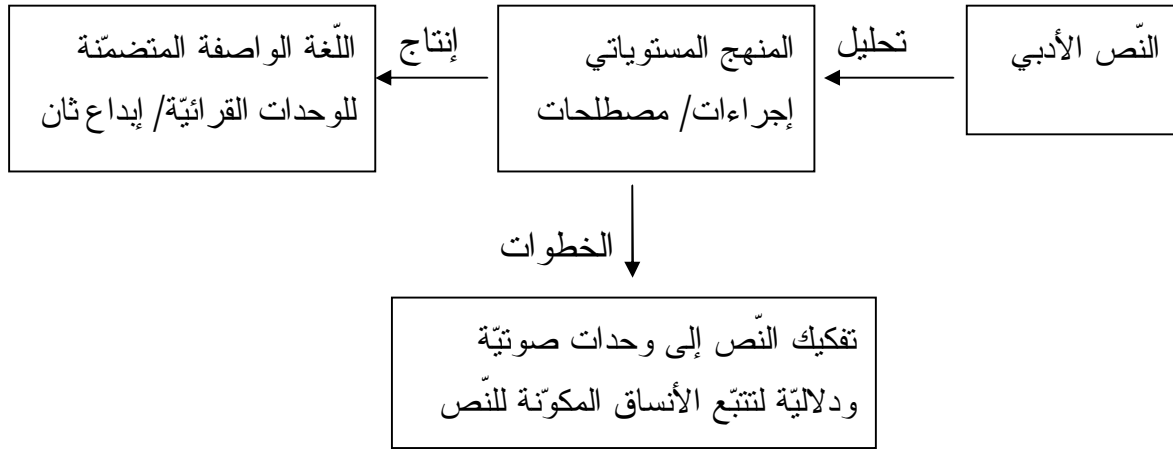 النّص الأدبي
تحليل
المنهج المستوياتي
إجراءات/ مصطلحات
إنتاج
اللّغة الواصفة المتضمّنة
للوحدات القرائيّة/ إبداع ثان
الخطوات
تفكيك النّص إلى وحدات صوتيّة
ودلاليّة لتتبّع الأنساق المكوّنة للنّص